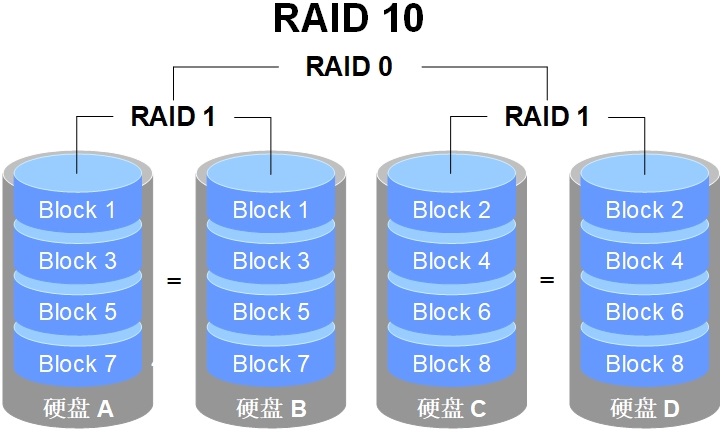 RAID 10
RAID 0
RAID 1 RAID 1
Block 1 Block 1 Block 2 Block 2
Block 3 Block 3 Block 4 Block 4
= =
Block 5 Block 5 Block 6 Block 6
Block 7 Block 7 Block 8 Block 8
硬盘 A 硬盘 B 硬盘 C 硬盘 D